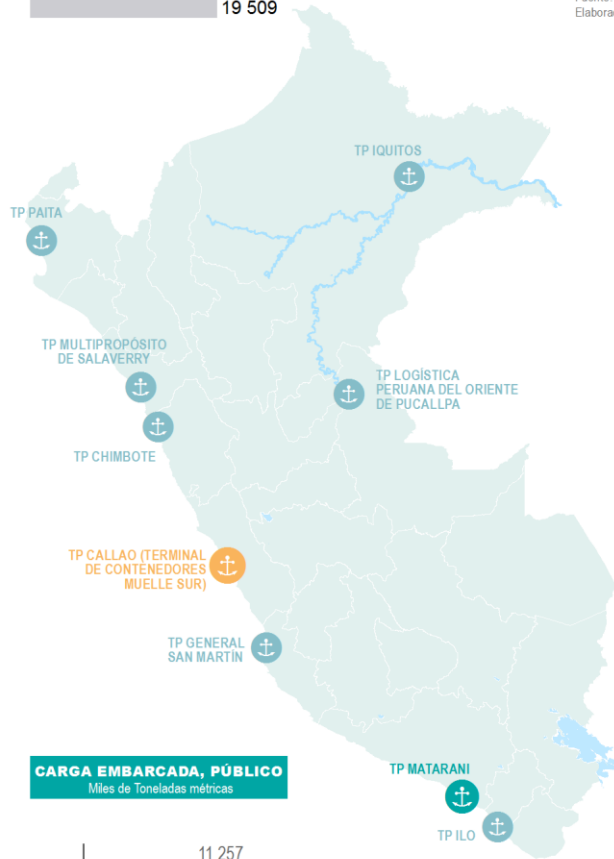 19 509
Elabora
TP IQUITOS
TP PAITA
TP MULTIPROPÓSITO
DE SALAVERRY
TP LOGÍSTICA
PERUANA DEL ORIENTE
DE PUCALLPA
TP CHIMBOTE
TP CALLAO (TERMINAL
DE CONTENEDORES
MUELLE SUR)
TP GENERAL
SAN MARTÍN
CARGA EMBARCADA, PÚBLICO
Miles de Toneladas métricas
TP MATARANI
TP ILO
11 257